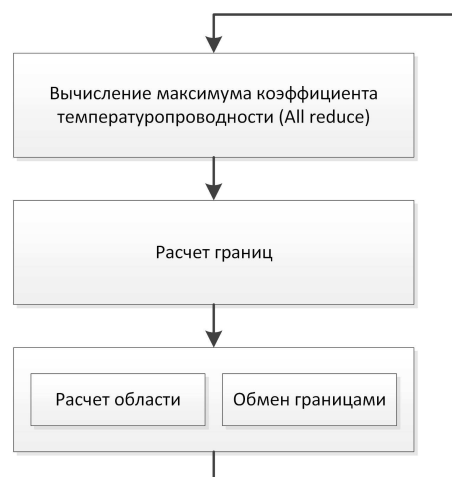 Вычисление максимума коэффициента
температуропроводности (All reduce)
Расчет границ
Расчет области
Обмен границами